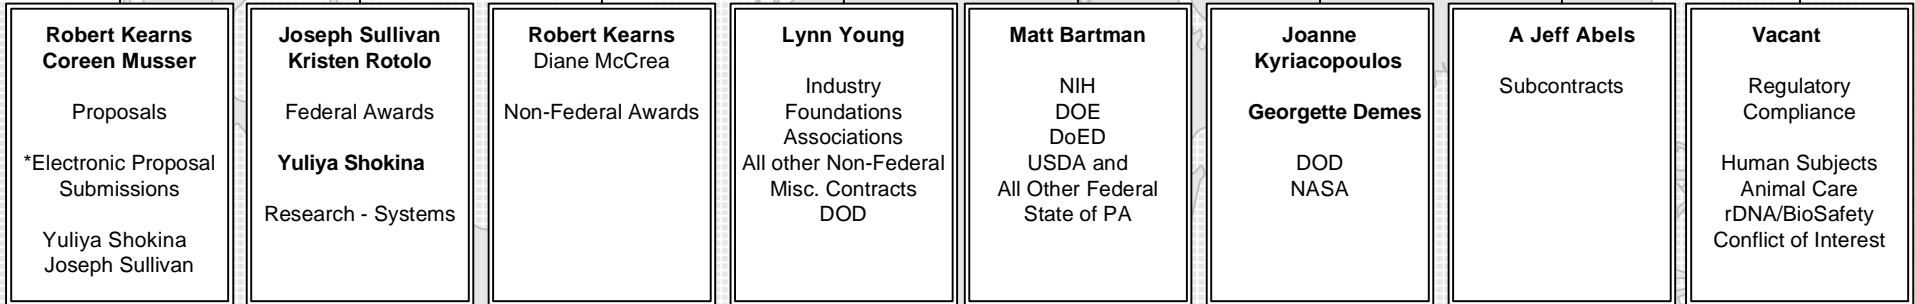 Robert Kearns
Coreen Musser
Proposals
*Electronic Proposal
Submissions
Yuliya Shokina
Joseph Sullivan
Joseph Sullivan
Kristen Rotolo
Federal Awards
Yuliya Shokina
Research - Systems
Robert Kearns
Diane McCrea
Non-Federal Awards
Lynn Young
Industry
Foundations
Associations
All other Non-Federal
Misc. Contracts
DOD
Matt Bartman
NIH
DOE
DoED
USDA and
All Other Federal
State of PA
Joanne
Kyriacopoulos
Georgette Demes
DOD
NASA
A Jeff Abels
Subcontracts
Vacant
Regulatory
Compliance
Human Subjects
Animal Care
rDNA/BioSafety
Conflict of Interest